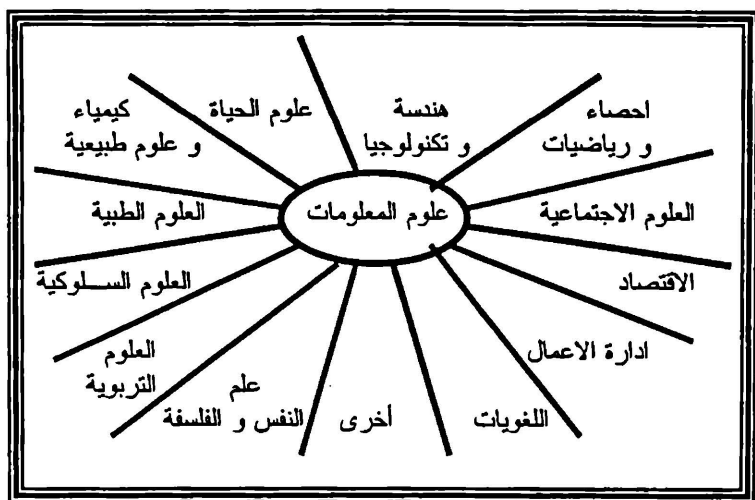 علوم الحياة
هندسة
و تكنولوجيا
احصاء
و رياضيات
كيمياء
و علوم طبيعية
علوم المعلومات
العلوم الاجتماعية
العلوم الطبية
الاقتصاد
العلوم السلوكية
ادارة الاعمال
العلوم
التربوية
علم
النفس و الفلسفة
أخرى
اللغويات